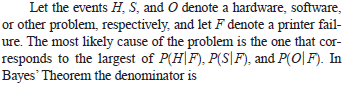 Let the events H, S, and O denote a hardware, software,
or other problem, respectively, and let F denote a printer fail-
ure. The most likely cause of the problem is the one that cor-
responds to the largest of P(H|F), P(S|F), and P(O|F). In
Bayes' Theorem the denominator is